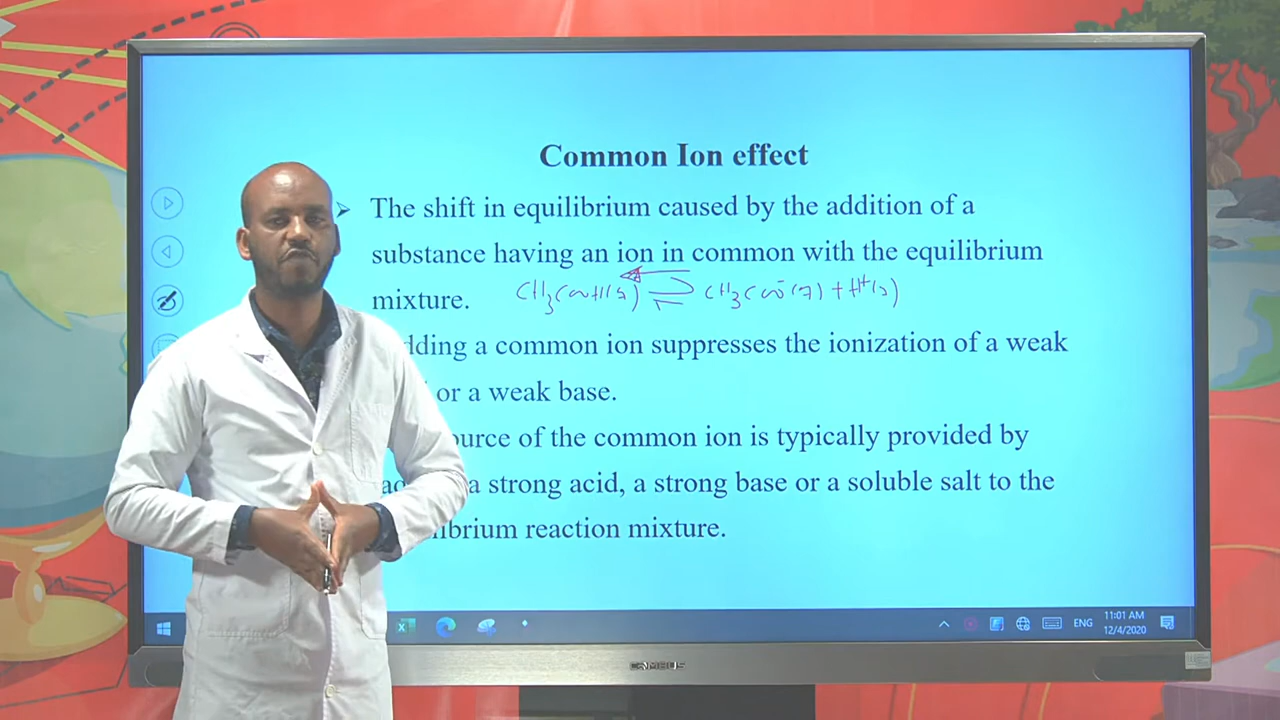 Common Ion effect
➤ The shift in equilibrium caused by the addition of a
substance having an ion in common with the equilibrium
mixture.
CH₃COOH(aq) ⇌ CH₃COO⁻(aq) + H⁺(aq)
dding a common ion suppresses the ionization of a weak
or a weak base.
ource of the common ion is typically provided by
a strong acid, a strong base or a soluble salt to the
librium reaction mixture.
ENG
11:01 AM
12/4/2020